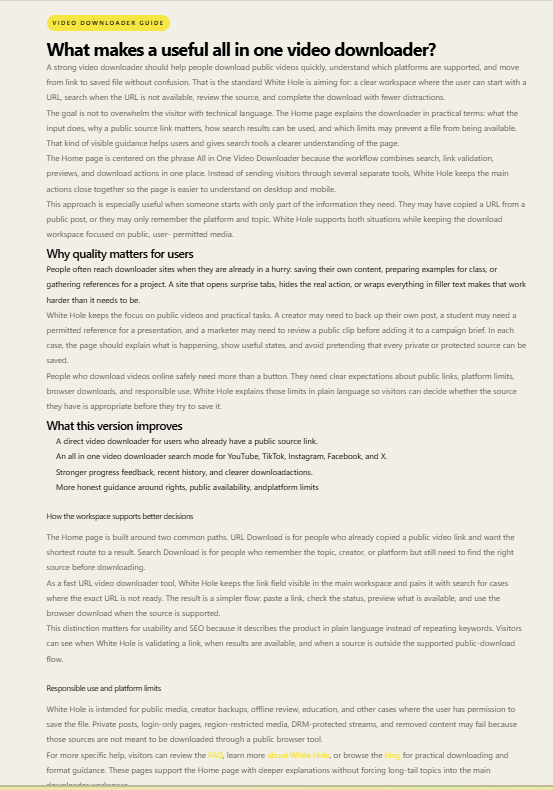 VIDEO DOWNLOADER GUIDE
What makes a useful all in one video downloader?
A strong video downloader should help people download public videos quickly, understand which platforms are supported, and move
from link to saved file without confusion. That is the standard White Hole is aiming for: a clear workspace where the user can start with a
URL, search when the URL is not available, review the source, and complete the download with fewer distractions.
The goal is not to overwhelm the visitor with technical language. The Home page explains the downloader in practical terms: what the
input does, why a public source link matters, how search results can be used, and which limits may prevent a file from being available.
That kind of visible guidance helps users and gives search tools a clearer understanding of the page.
The Home page is centered on the phrase All in One Video Downloader because the workflow combines search, link validation,
previews, and download actions in one place. Instead of sending visitors through several separate tools, White Hole keeps the main
actions close together so the page is easier to understand on desktop and mobile.
This approach is especially useful when someone starts with only part of the information they need. They may have copied a URL from a
public post, or they may only remember the platform and topic. White Hole supports both situations while keeping the download
workflow focused on public, user- permitted media.
Why quality matters for users
People often reach downloader sites when they are already in a hurry: saving their own content, preparing examples for class, or
gathering references for a project. A site that opens surprise tabs, hides the real action, or wraps everything in filler text makes that work
harder than it needs to be.
White Hole keeps the focus on public videos and practical tasks. A creator may need to back up their own post, a student may need a
permitted reference for a presentation, and a marketer may need to review a public clip before adding it to a campaign brief. In each
case, the page should explain what is happening, show useful states, and avoid pretending that every private or protected source can be
saved.
People who download videos online safely need more than a button. They need clear expectations about public links, platform limits,
browser downloads, and responsible use. White Hole explains those limits in plain language so visitors can decide whether the source
they have is appropriate before they try to save it.
What this version improves
A direct video downloader for users who already have a public source link.
An all in one video downloader search mode for YouTube, TikTok, Instagram, Facebook, and X.
Stronger progress feedback, recent history, and clearer downloadactions.
More honest guidance around rights, public availability, andplatform limits
How the workspace supports better decisions
The Home page is built around two common paths. URL Download is for people who already copied a public video link and want the
shortest route to a result. Search Download is for people who remember the topic, creator, or platform but still need to find the right
source before downloading.
As a fast URL video downloader tool, White Hole keeps the link field visible in the main workspace and pairs it with search for cases
where the exact URL is not ready. The result is a simpler flow: paste a link, check the status, preview what is available, and use the
browser download when the source is supported.
This distinction matters for usability and SEO because it describes the product in plain language instead of repeating keywords. Visitors
can see when White Hole is validating a link, when results are available, and when a source is outside the supported public-download
flow.
Responsible use and platform limits
White Hole is intended for public media, creator backups, offline review, education, and other cases where the user has permission to
save the file. Private posts, login-only pages, region-restricted media, DRM-protected streams, and removed content may fail because
those sources are not meant to be downloaded through a public browser tool.
For more specific help, visitors can review the FAQ, learn more about White Hole, or browse the blog for practical downloading and
format guidance. These pages support the Home page with deeper explanations without forcing long-tail topics into the main
downloader workspace.